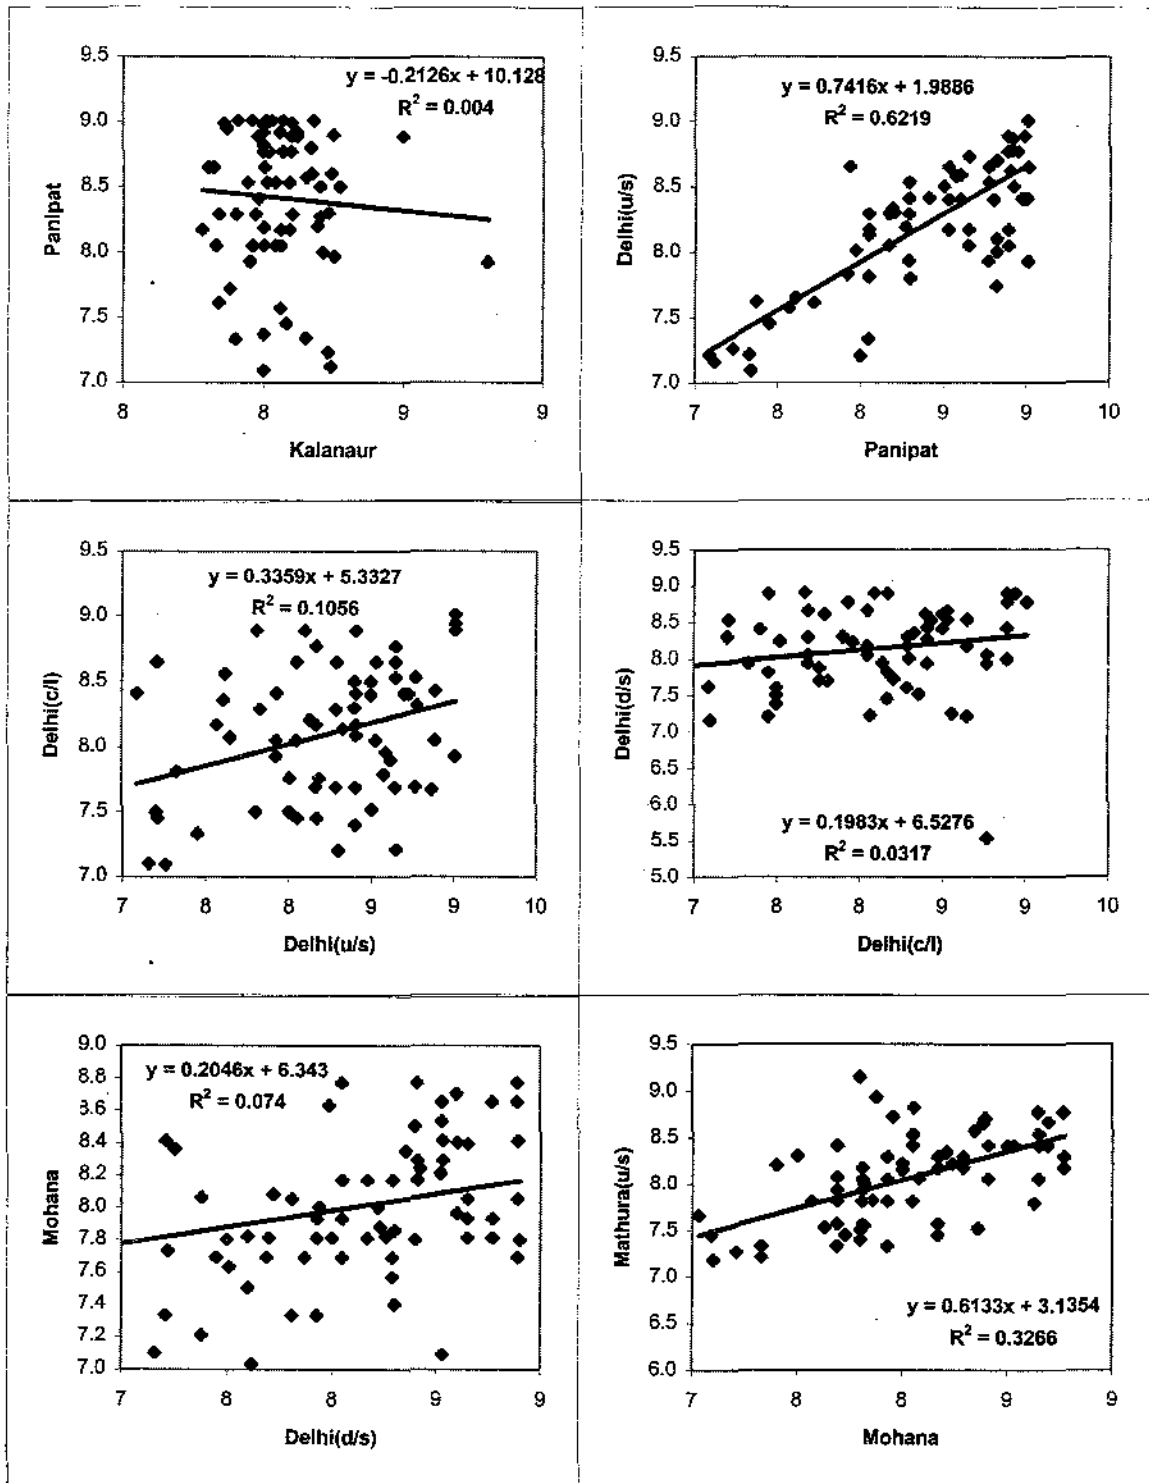 9.5
y = -0.2126x + 10.128
R² = 0.004
9.0
8.5
8.0
7.5
7.0
Panipat
8 8 9 9
Kalanaur
9.5
y = 0.7416x + 1.9886
R² = 0.6219
9.0
8.5
8.0
7.5
7.0
Delhi(u/s)
7 8 8 9 9 10
Panipat
9.5
y = 0.3359x + 5.3327
R² = 0.1056
9.0
8.5
8.0
7.5
7.0
Delhi(c/l)
7 8 8 9 9 10
Delhi(u/s)
9.5
9.0
8.5
8.0
7.5
7.0
6.5
6.0
5.5
5.0
y = 0.1983x + 6.5276
R² = 0.0317
Delhi(d/s)
7 8 8 9 9 10
Delhi(c/l)
9.0
y = 0.2046x + 6.343
R² = 0.074
8.8
8.6
8.4
8.2
8.0
7.8
7.6
7.4
7.2
7.0
Mohana
7 8 8 9 9
Delhi(d/s)
9.5
9.0
8.5
8.0
7.5
7.0
6.5
6.0
y = 0.6133x + 3.1354
R² = 0.3266
Mathura(u/s)
7 8 8 9 9
Mohana